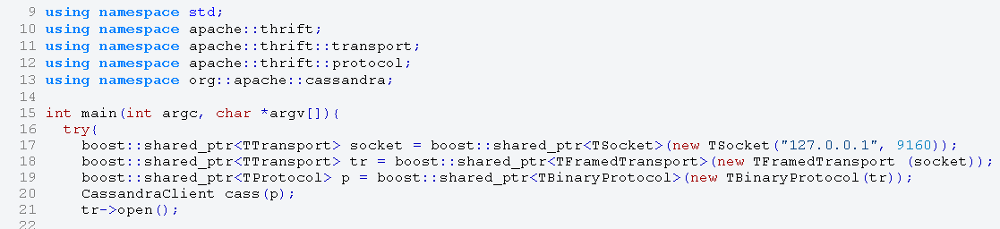 9 using namespace std;
10 using namespace apache::thrift;
11 using namespace apache::thrift::transport;
12 using namespace apache::thrift::protocol;
13 using namespace org::apache::cassandra;
14
15 int main(int argc, char *argv[]){
16 try{
17 boost::shared_ptr<TTransport> socket = boost::shared_ptr<TSocket>(new TSocket("127.0.0.1", 9160));
18 boost::shared_ptr<TTransport> tr = boost::shared_ptr<TFramedTransport>(new TFramedTransport (socket));
19 boost::shared_ptr<TProtocol> p = boost::shared_ptr<TBinaryProtocol>(new TBinaryProtocol(tr));
20 CassandraClient cass(p);
21 tr->open();
22